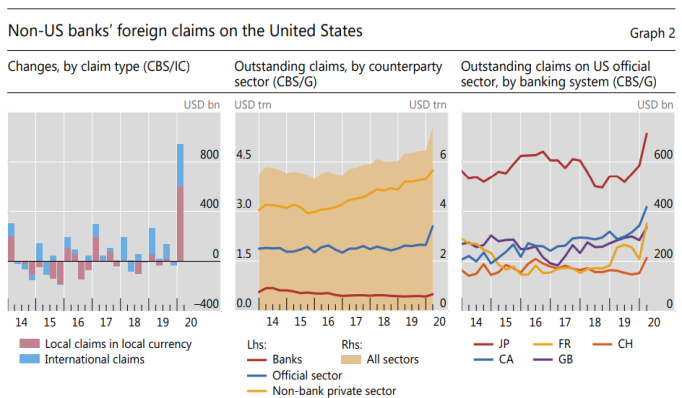 Non-US banks' foreign claims on the United States
Graph 2
Changes, by claim type (CBS/IC)
USD bn
800
400
0
–400
14 15 16 17 18 19 20
Local claims in local currency
International claims
Outstanding claims, by counterparty
sector (CBS/G)
USD trn USD trn
4.5 6
3.0 4
1.5 2
0.0 0
14 15 16 17 18 19 20
Lhs: Rhs:
Banks All sectors
Official sector
Non-bank private sector
Outstanding claims on US official
sector, by banking system (CBS/G)
USD bn
600
400
200
0
14 15 16 17 18 19 20
JP FR CH
CA GB